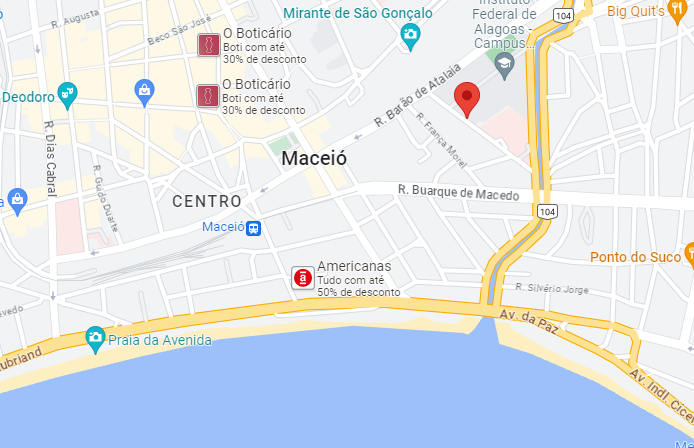 R. Augusta
Beco São José
Mirante de São Gonçalo
Instituto
Federal de
Alagoas -
Campus...
104
Big Quit's
O Boticário
Boti com até
30% de desconto
O Boticário
Boti com até
30% de desconto
Deodoro
R. Barão de Atalaia
R. França Morel
R. Dias Cabral
R. Guido Duarte
Maceió
CENTRO
R. Buarque de Macedo
Maceió
104
Ponto do Suco
Americanas
Tudo com até
50% de desconto
R. Silvério Jorge
Av. da Paz
Praia da Avenida
Av. Indl. Cícer